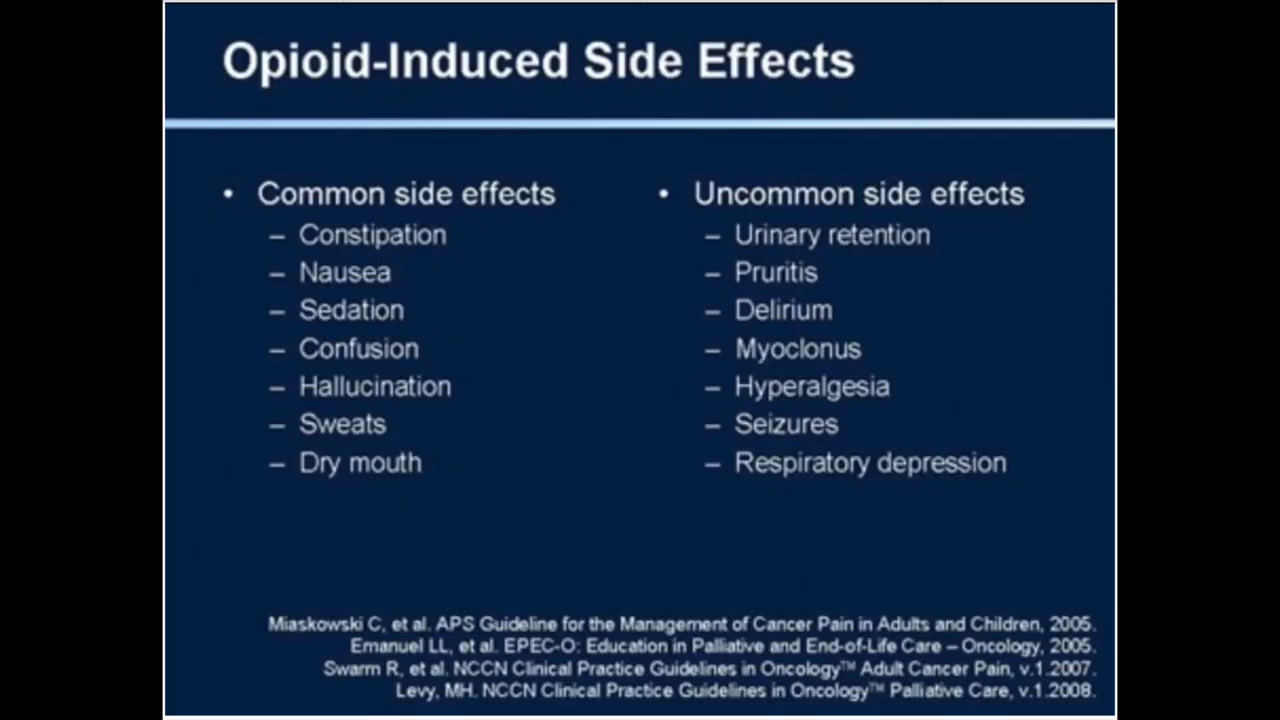 Opioid-Induced Side Effects
• Common side effects
– Constipation
– Nausea
– Sedation
– Confusion
– Hallucination
– Sweats
– Dry mouth
• Uncommon side effects
– Urinary retention
– Pruritis
– Delirium
– Myoclonus
– Hyperalgesia
– Seizures
– Respiratory depression
Miaskowski C, et al. APS Guideline for the Management of Cancer Pain in Adults and Children, 2005.
Emanuel LL, et al. EPEC-O: Education in Palliative and End-of-Life Care – Oncology, 2005.
Swarm R, et al. NCCN Clinical Practice Guidelines in Oncology™ Adult Cancer Pain, v.1.2007.
Levy, MH. NCCN Clinical Practice Guidelines in Oncology™ Palliative Care, v.1.2008.